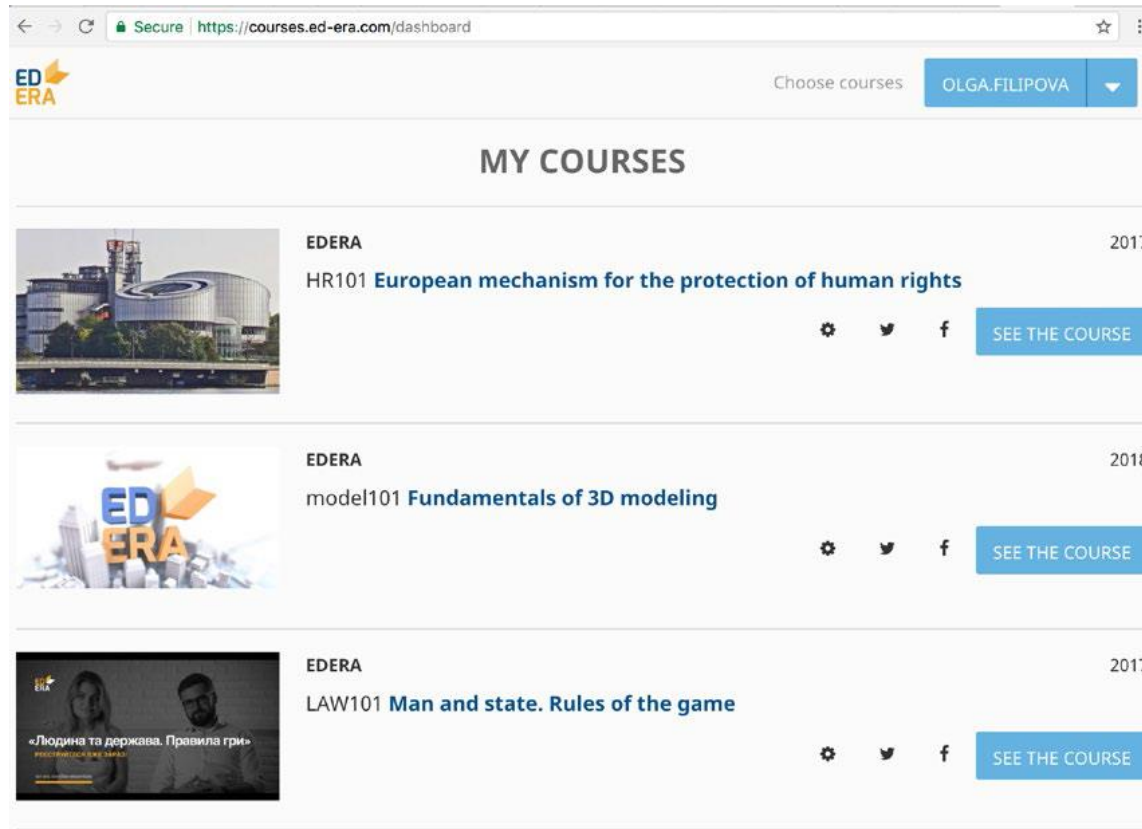 Secure https://courses.ed-era.com/dashboard
ED
ERA
Choose courses
OLGA.FILIPOVA
MY COURSES
EDERA
2017
HR101 European mechanism for the protection of human rights
SEE THE COURSE
EDERA
2018
ED
ERA
model101 Fundamentals of 3D modeling
SEE THE COURSE
EDERA
2017
ED
ERA
LAW101 Man and state. Rules of the game
«Людина та держава. Правила гри»
SEE THE COURSE